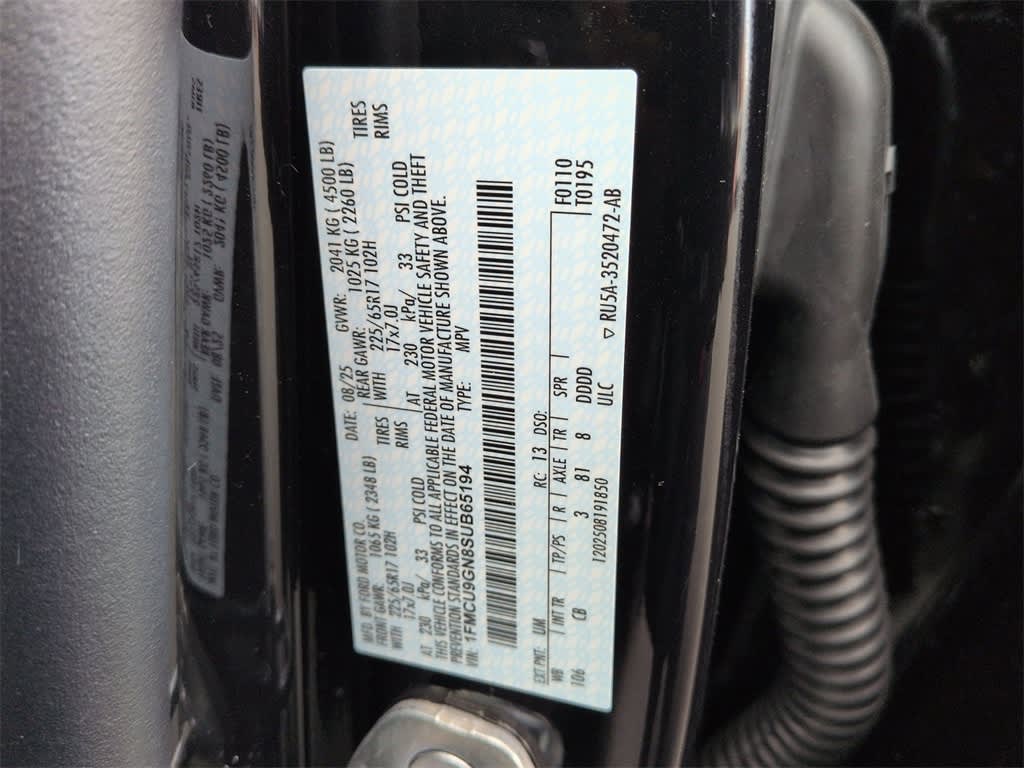 MFD. BY FORD MOTOR CO. DATE: 08/25 GVWR: 2041 KG ( 4500 LB)
FRONT GAWR: 1065 KG ( 2348 LB) REAR GAWR: 1025 KG ( 2260 LB)
WITH 225/65R17 102H TIRES WITH 225/65R17 102H TIRES
17x7.0J RIMS 17x7.0J RIMS
AT 230 kPa/ 33 PSI COLD AT 230 kPa/ 33 PSI COLD
THIS VEHICLE CONFORMS TO ALL APPLICABLE FEDERAL MOTOR VEHICLE SAFETY AND THEFT
PREVENTION STANDARDS IN EFFECT ON THE DATE OF MANUFACTURE SHOWN ABOVE.
VIN: 1FMCU9GN8SUB65194 TYPE: MPV
EXT PNT: UM RC: 13 DSO: F0110
WB INT TR TP/PS R AXLE TR SPR T0195
106 CB 3 81 8 DDDD
1202508191850 ULC
▽ RU5A-3520472-AB